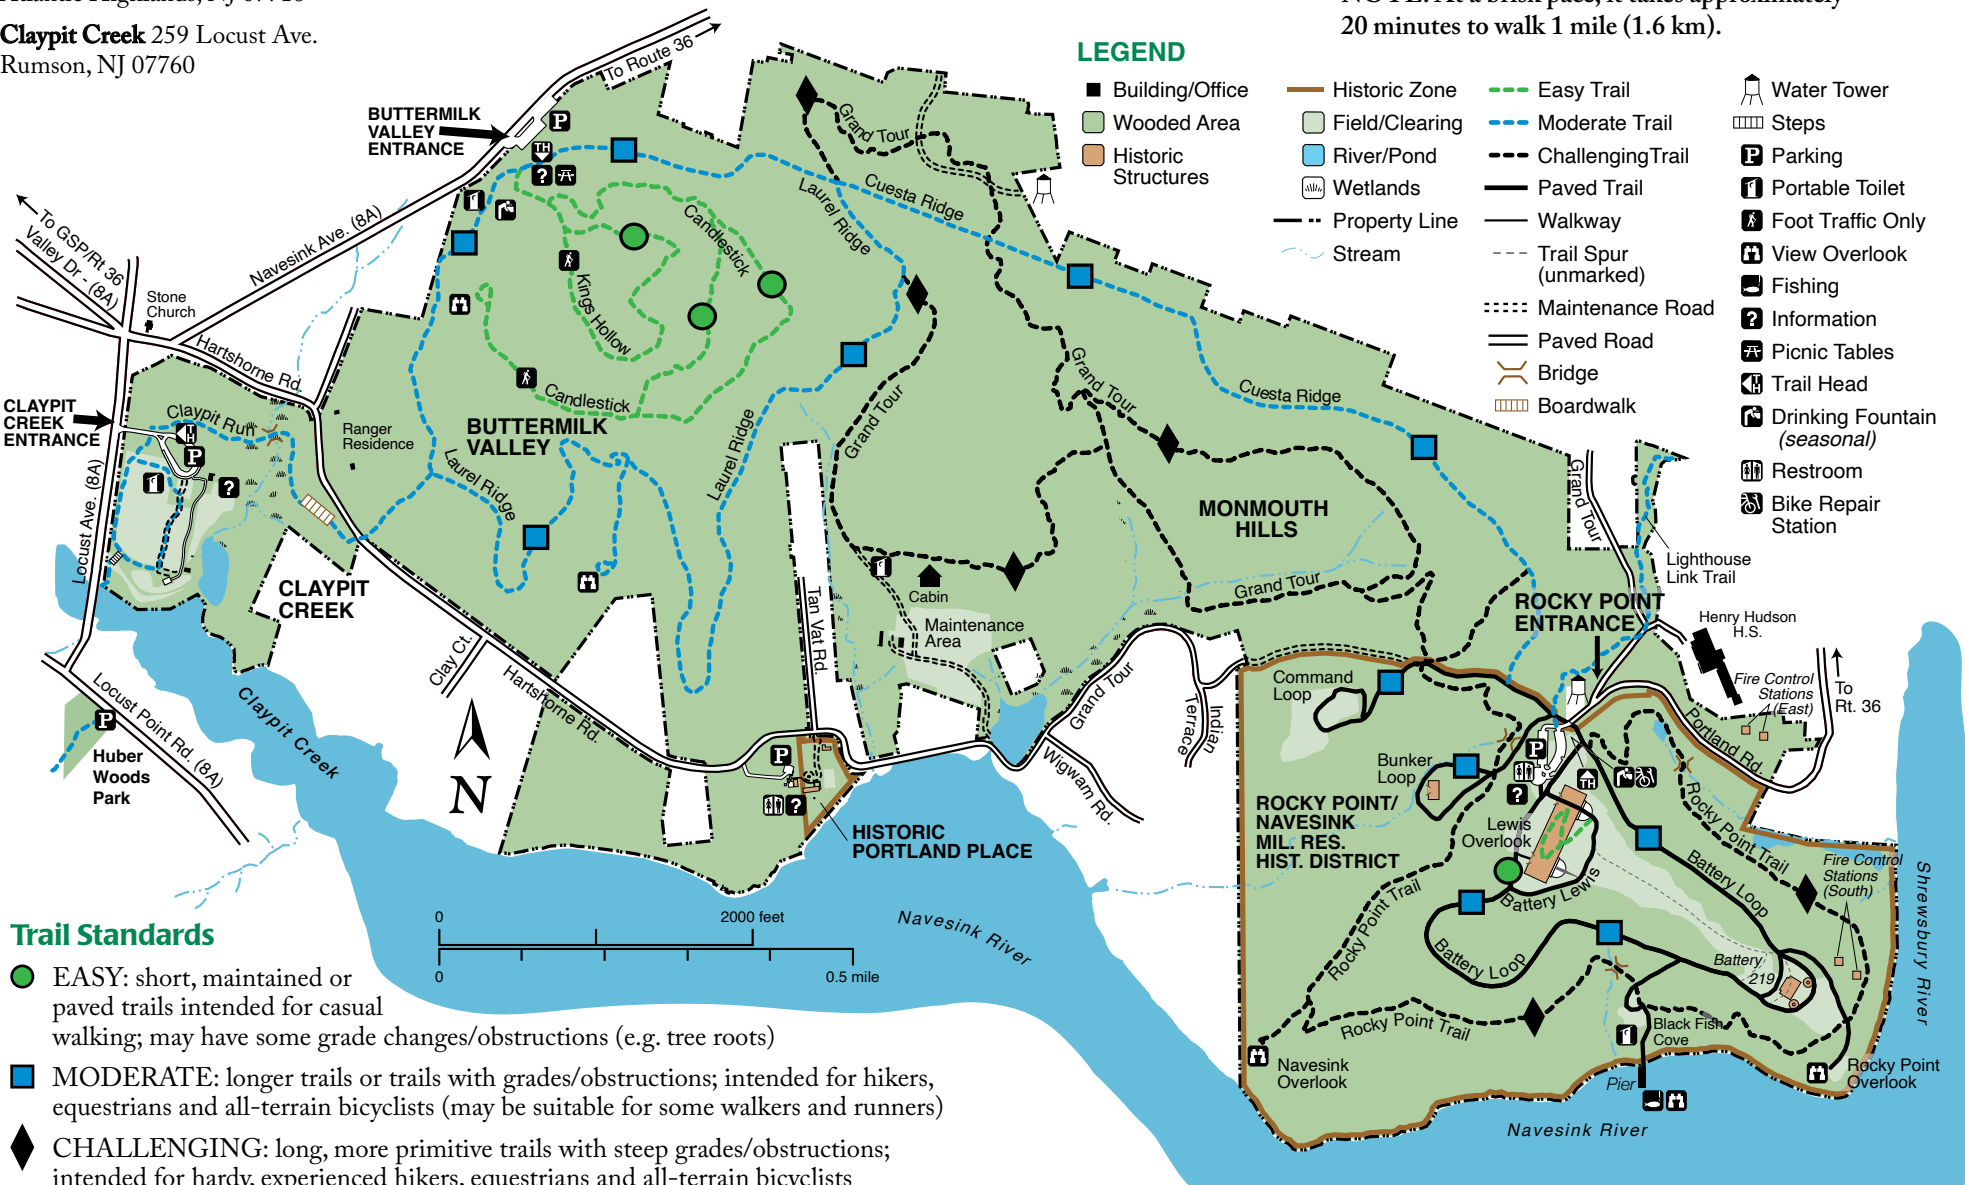 Claypit Creek 259 Locust Ave.
Rumson, NJ 07760
20 minutes to walk 1 mile (1.6 km).
LEGEND
Building/Office
Wooded Area
Historic
Structures
Historic Zone
Field/Clearing
River/Pond
Wetlands
Property Line
Stream
Easy Trail
Moderate Trail
ChallengingTrail
Paved Trail
Walkway
Trail Spur
(unmarked)
Maintenance Road
Paved Road
Bridge
Boardwalk
Water Tower
Steps
P Parking
Portable Toilet
Foot Traffic Only
View Overlook
Fishing
? Information
Picnic Tables
TH Trail Head
Drinking Fountain
(seasonal)
Restroom
Bike Repair
Station
To Route 36
BUTTERMILK
VALLEY
ENTRANCE
P
TH
?
Navesink Ave. (8A)
To GSP/Rt 36
Valley Dr - (8A)
Stone
Church
Hartshorne Rd.
CLAYPIT
CREEK
ENTRANCE
Claypit Run
TH
P
?
Locust Ave. (8A)
Ranger
Residence
CLAYPIT
CREEK
Grand Tour
Cuesta Ridge
Laurel Ridge
Candlestick
Kings Hollow
Candlestick
BUTTERMILK
VALLEY
Laurel Ridge
Laurel Ridge
Grand Tour
Grand Tour
Cuesta Ridge
MONMOUTH
HILLS
Grand Tour
Grand Tour
Lighthouse
Link Trail
ROCKY POINT
ENTRANCE
Henry Hudson
H.S.
Fire Control
Stations
(East)
To
Rt. 36
Portland Rd.
Cabin
Maintenance
Area
Tan Vat Rd.
Clay Ct.
Hartshorne Rd.
Grand Tour
Indian
Terrace
Wigwam Rd.
Locust Point Rd. (8A)
P
Huber
Woods
Park
Claypit Creek
N
P
?
HISTORIC
PORTLAND PLACE
Command
Loop
Bunker
Loop
P
?
TH
ROCKY POINT/
NAVESINK
MIL. RES.
HIST. DISTRICT
Lewis
Overlook
Battery Lewis
Rocky Point Trail
Battery Loop
Fire Control
Stations
(South)
Rocky Point Trail
Battery Loop
Battery
219
Rocky Point Trail
Black Fish
Cove
Navesink
Overlook
Pier
Rocky Point
Overlook
Shrewsbury River
Navesink River
Navesink River
0
2000 feet
0
0.5 mile
Trail Standards
EASY: short, maintained or
paved trails intended for casual
walking; may have some grade changes/obstructions (e.g. tree roots)
MODERATE: longer trails or trails with grades/obstructions; intended for hikers,
equestrians and all-terrain bicyclists (may be suitable for some walkers and runners)
CHALLENGING: long, more primitive trails with steep grades/obstructions;
intended for hardy, experienced hikers, equestrians and all-terrain bicyclists